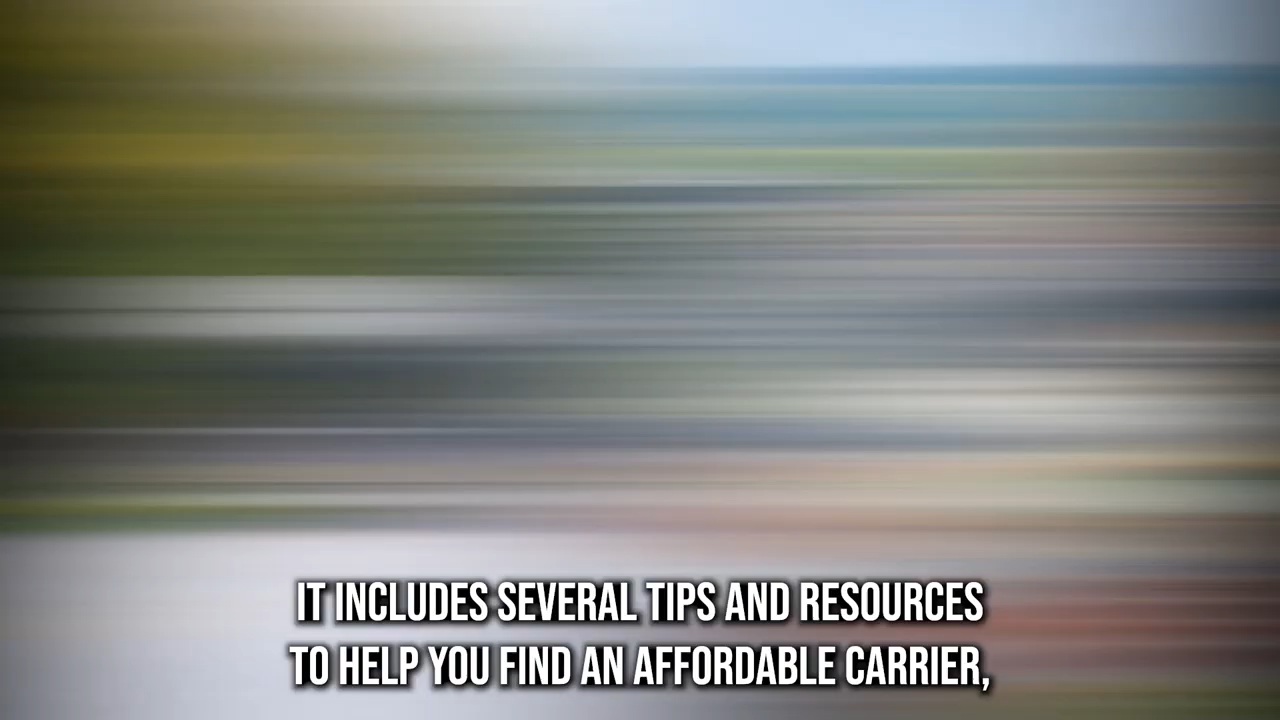 IT INCLUDES SEVERAL TIPS AND RESOURCES
TO HELP YOU FIND AN AFFORDABLE CARRIER,